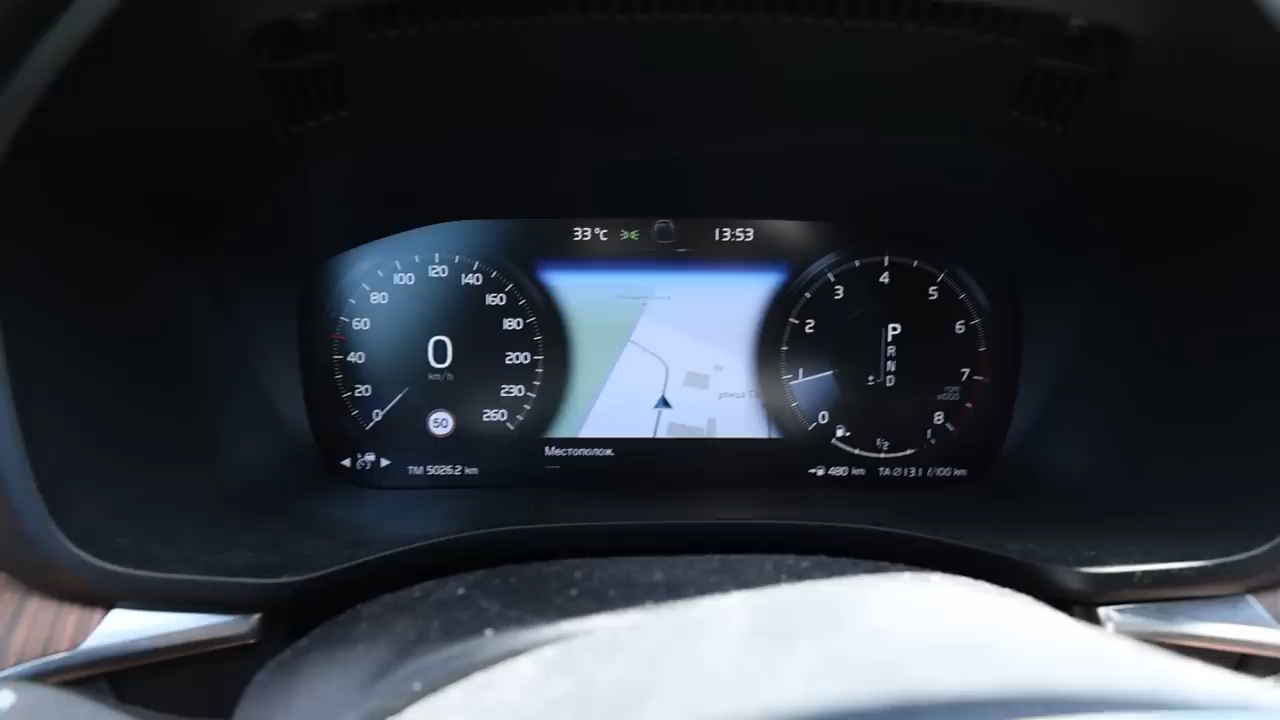 33°C 13:53
0 20 40 60 80 100 120 140 160 180 200 230 260
0
km/h
50
TM 5026.2 km
улица
Местополож.
0 1 2 3 4 5 6 7 8
P
R
N
D
±
1/2
1
480 km
TA Ø 13.1 l/100 km